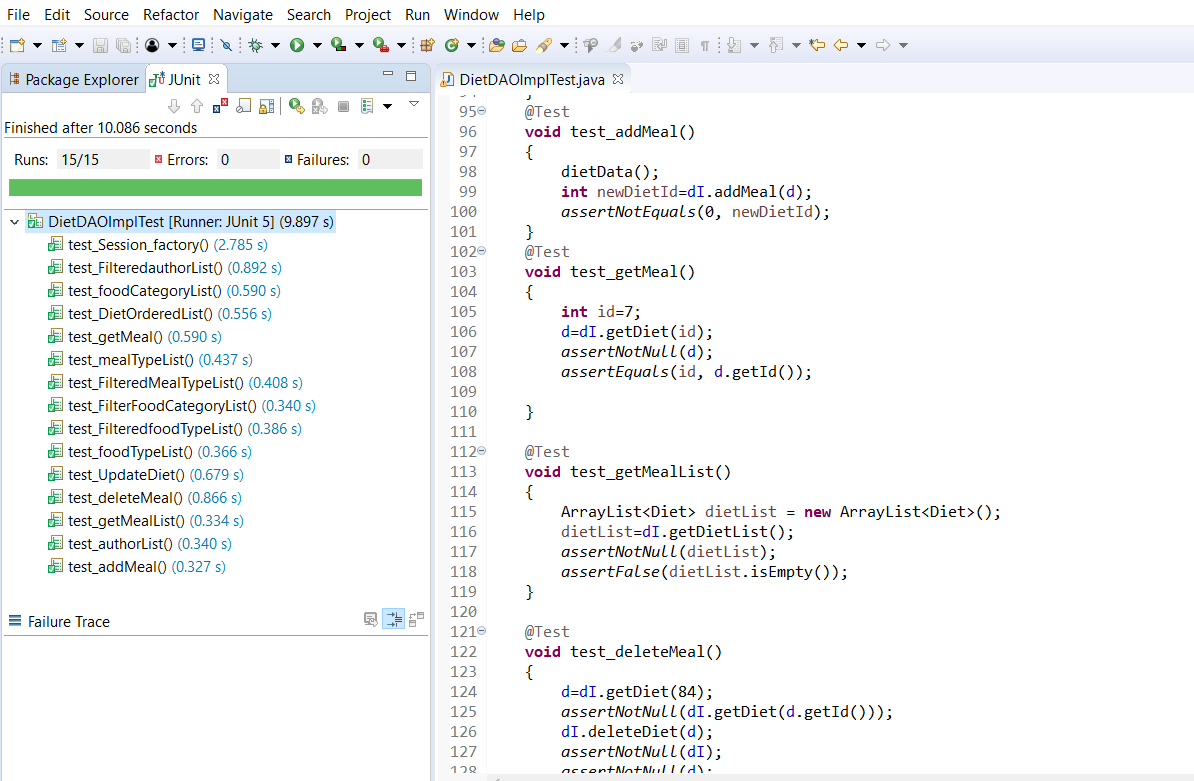 File Edit Source Refactor Navigate Search Project Run Window Help
Package Explorer JUnit
Finished after 10.086 seconds
Runs: 15/15 Errors: 0 Failures: 0
DietDAOImplTest [Runner: JUnit 5] (9.897 s)
test_Session_factory() (2.785 s)
test_FilteredauthorList() (0.892 s)
test_foodCategoryList() (0.590 s)
test_DietOrderedList() (0.556 s)
test_getMeal() (0.590 s)
test_mealTypeList() (0.437 s)
test_FilteredMealTypeList() (0.408 s)
test_FilterFoodCategoryList() (0.340 s)
test_FilteredfoodTypeList() (0.386 s)
test_foodTypeList() (0.366 s)
test_UpdateDiet() (0.679 s)
test_deleteMeal() (0.866 s)
test_getMealList() (0.334 s)
test_authorList() (0.340 s)
test_addMeal() (0.327 s)
Failure Trace
DietDAOImplTest.java
94 }
95 @Test
96 void test_addMeal()
97 {
98 dietData();
99 int newDietId=dI.addMeal(d);
100 assertNotEquals(0, newDietId);
101 }
102 @Test
103 void test_getMeal()
104 {
105 int id=7;
106 d=dI.getDiet(id);
107 assertNotNull(d);
108 assertEquals(id, d.getId());
109
110 }
111
112 @Test
113 void test_getMealList()
114 {
115 ArrayList<Diet> dietList = new ArrayList<Diet>();
116 dietList=dI.getDietList();
117 assertNotNull(dietList);
118 assertFalse(dietList.isEmpty());
119 }
120
121 @Test
122 void test_deleteMeal()
123 {
124 d=dI.getDiet(84);
125 assertNotNull(dI.getDiet(d.getId()));
126 dI.deleteDiet(d);
127 assertNotNull(dI);
128 assertNotNull(d);